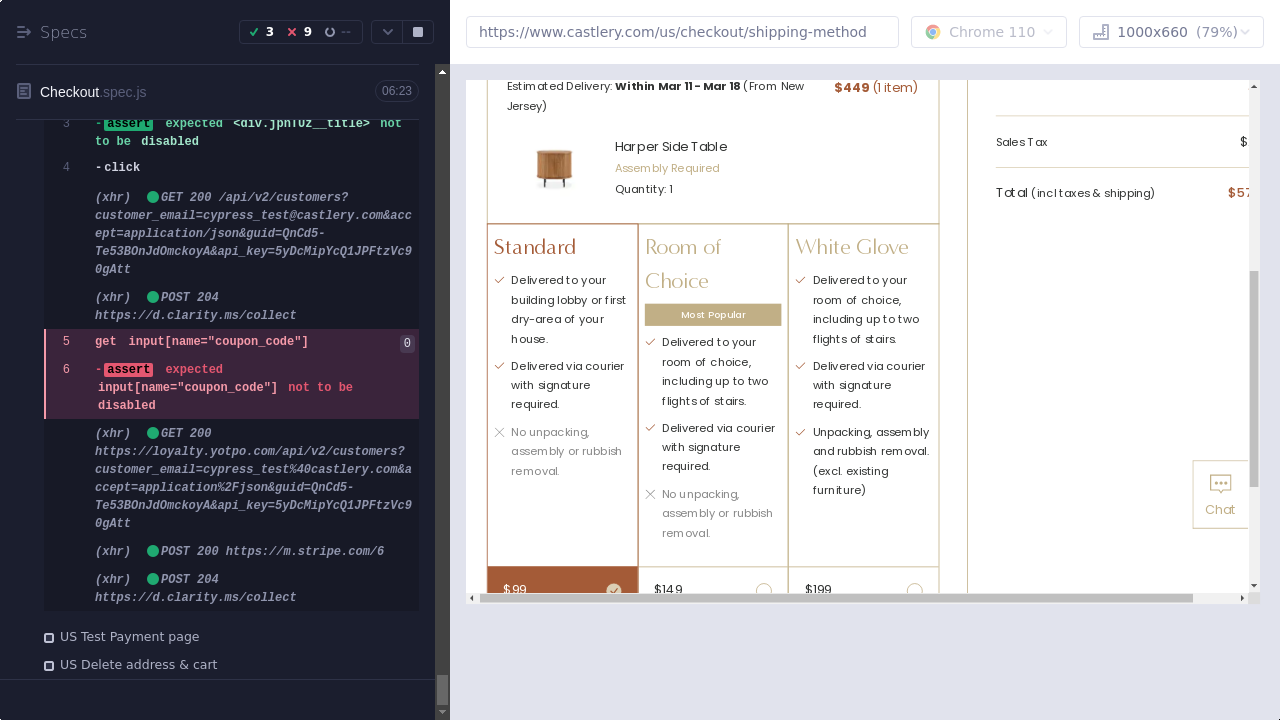 Specs
3
9
--
Checkout.spec.js
06:23
3 -assert expected <div.jphTUz__title> not
to be disabled
4 -click
(xhr) GET 200 /api/v2/customers?
customer_email=cypress_test@castlery.com&acc
ept=application/json&guid=QnCd5-
Te53BOnJdOmckoyA&api_key=5yDcMipYcQ1JPFtzVc9
0gAtt
(xhr) POST 204
https://d.clarity.ms/collect
5 get input[name="coupon_code"] 0
6 -assert expected
input[name="coupon_code"] not to be
disabled
(xhr) GET 200
https://loyalty.yotpo.com/api/v2/customers?
customer_email=cypress_test%40castlery.com&a
ccept=application%2Fjson&guid=QnCd5-
Te53BOnJdOmckoyA&api_key=5yDcMipYcQ1JPFtzVc9
0gAtt
(xhr) POST 200 https://m.stripe.com/6
(xhr) POST 204
https://d.clarity.ms/collect
US Test Payment page
US Delete address & cart
https://www.castlery.com/us/checkout/shipping-method
Chrome 110
1000x660 (79%)
Estimated Delivery: Within Mar 11 - Mar 18 (From New
Jersey)
$449 (1 item)
Harper Side Table
Assembly Required
Quantity: 1
Standard
Delivered to your
building lobby or first
dry-area of your
house.
Delivered via courier
with signature
required.
No unpacking,
assembly or rubbish
removal.
$99
Room of
Choice
Most Popular
Delivered to your
room of choice,
including up to two
flights of stairs.
Delivered via courier
with signature
required.
No unpacking,
assembly or rubbish
removal.
$149
White Glove
Delivered to your
room of choice,
including up to two
flights of stairs.
Delivered via courier
with signature
required.
Unpacking, assembly
and rubbish removal.
(excl. existing
furniture)
$199
Sales Tax $
Total (incl taxes & shipping) $57
Chat